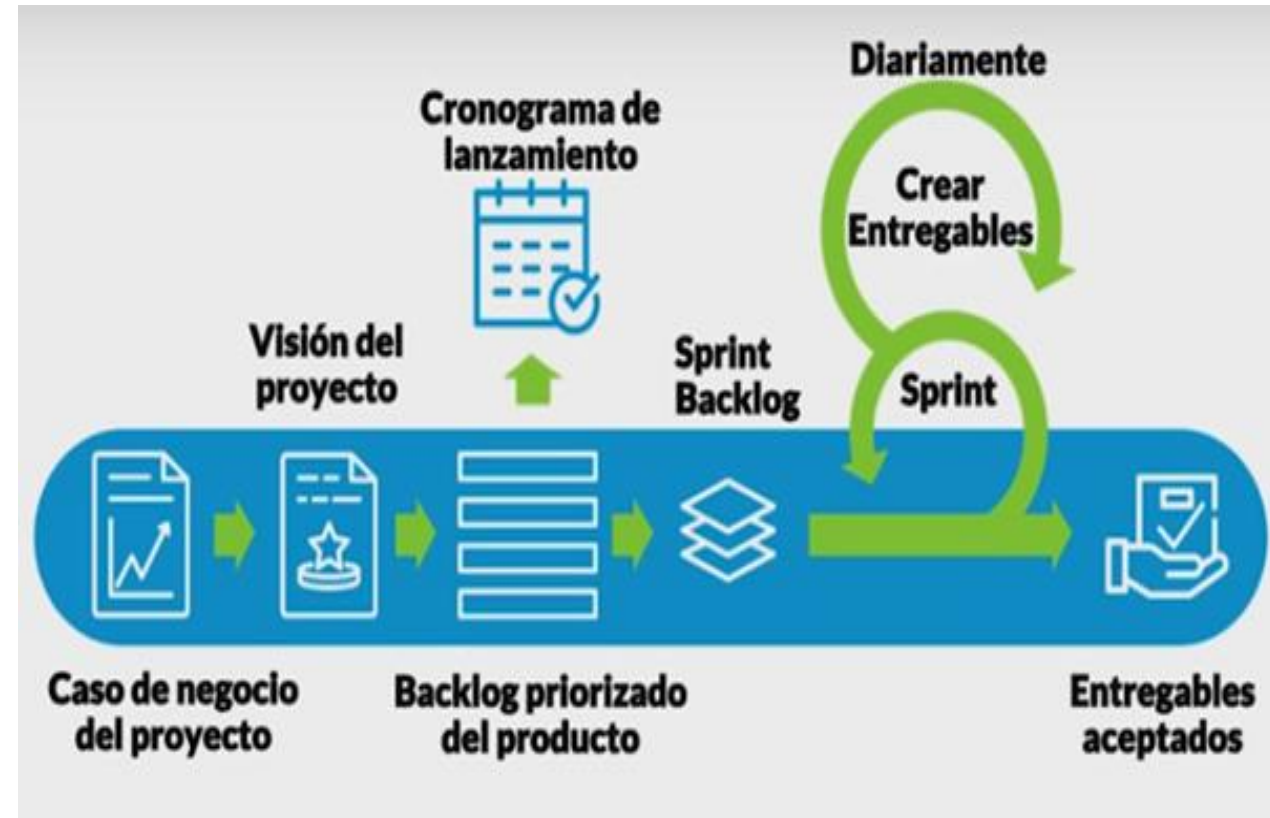 Diariamente
Cronograma de
lanzamiento
Crear
Entregables
Visión del
proyecto
Sprint
Backlog
Sprint
Caso de negocio
del proyecto
Backlog priorizado
del producto
Entregables
aceptados